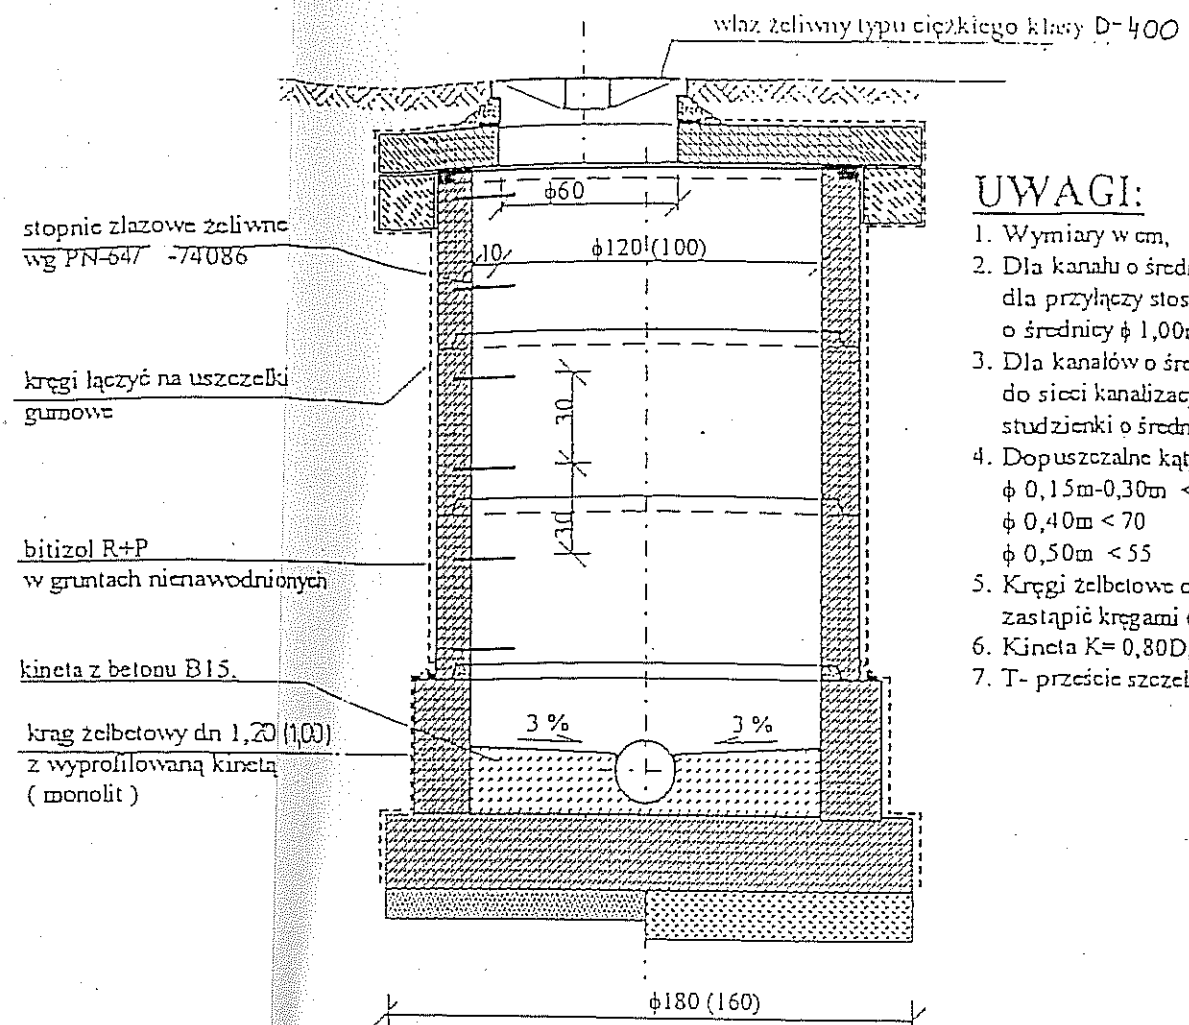 właz żeliwny typu ciężkiego klasy D-400
stopnie złazowe żeliwne
wg PN-64/ -74086
kręgi łączyć na uszczelki
gumowe
bitizol R+P
w gruntach nienawodnionych
kineta z betonu B15.
krąg żelbetowy dn 1,20 (1,00)
z wyprofilowaną kinetą
( monolit )
ϕ60
10
ϕ120 (100)
30
30
3 %
3 %
ϕ180 (160)
UWAGI:
1. Wymiary w cm,
2. Dla kanału o śred
dla przyłączy stos
o średnicy ϕ 1,00
3. Dla kanałów o śre
do sieci kanalizac
studzienki o średn
4. Dopuszczalne kąt
ϕ 0,15m-0,30m <
ϕ 0,40m < 70
ϕ 0,50m < 55
5. Kręgi żelbetowe
zastąpić kręgami
6. Kineta K= 0,80D
7. T- przeście szczel